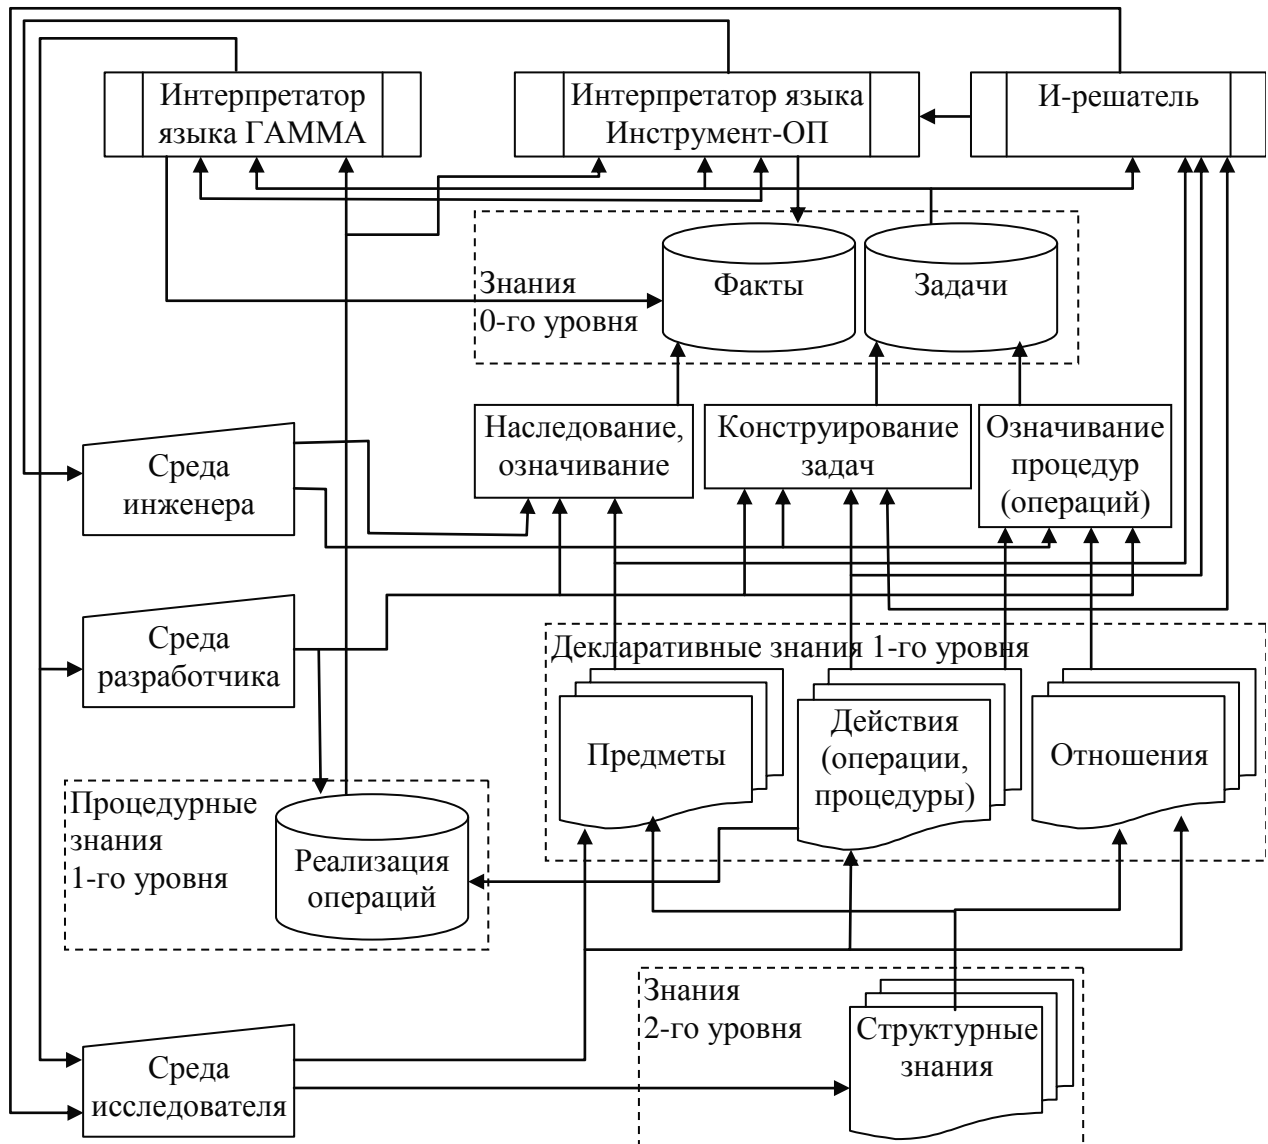 Интерпретатор
языка ГАММА
Интерпретатор языка
Инструмент-ОП
И-решатель
Знания
0-го уровня
Факты
Задачи
Среда
инженера
Наследование,
означивание
Конструирование
задач
Означивание
процедур
(операций)
Среда
разработчика
Декларативные знания 1-го уровня
Предметы
Действия
(операции,
процедуры)
Отношения
Процедурные
знания
1-го уровня
Реализация
операций
Знания
2-го уровня
Структурные
знания
Среда
исследователя